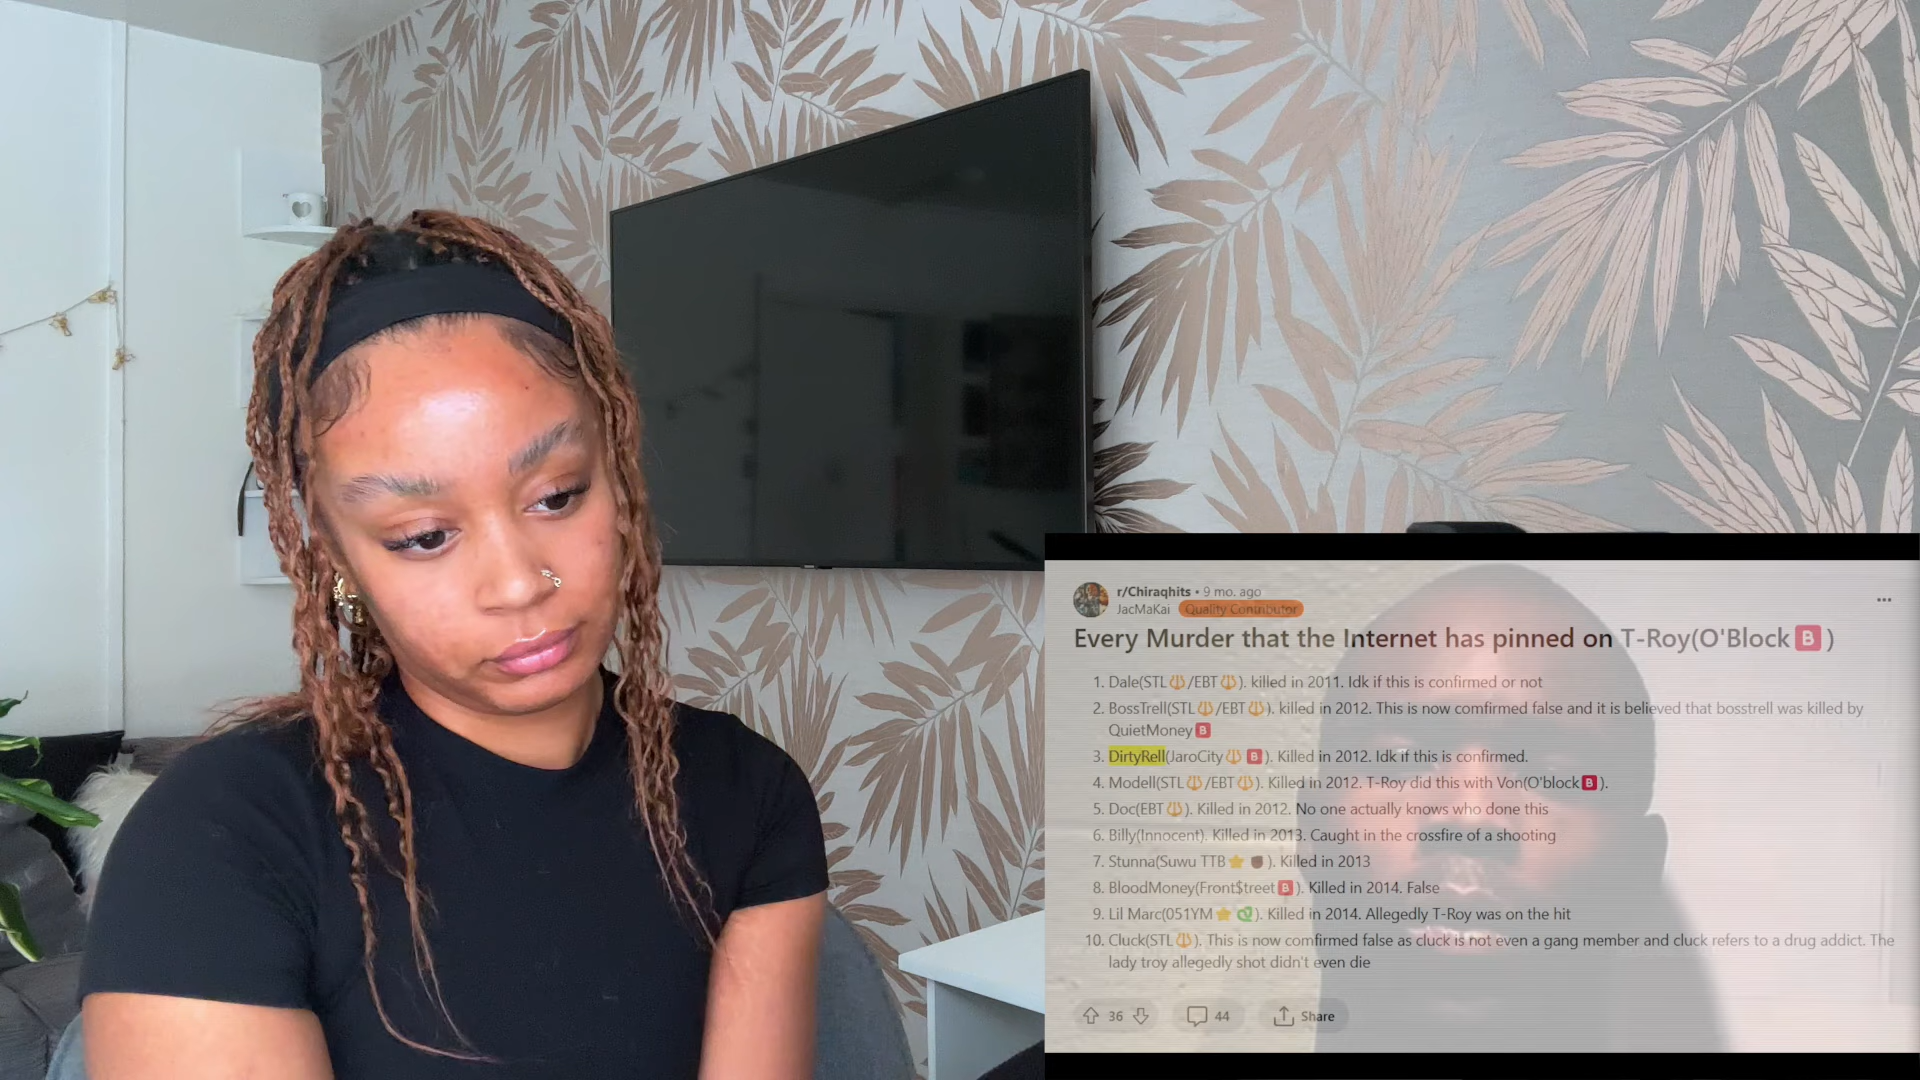 r/Chiraqhits • 9 mo. ago
JacMaKai Quality Contributor
Every Murder that the Internet has pinned on T-Roy(O'Block🅱️)
1. Dale(STL🔱/EBT🔱). killed in 2011. Idk if this is confirmed or not
2. BossTrell(STL🔱/EBT🔱). killed in 2012. This is now comfirmed false and it is believed that bosstrell was killed by
QuietMoney🅱️
3. DirtyRell(JaroCity🔱🅱️). Killed in 2012. Idk if this is confirmed.
4. Modell(STL🔱/EBT🔱). Killed in 2012. T-Roy did this with Von(O'block🅱️).
5. Doc(EBT🔱). Killed in 2012. No one actually knows who done this
6. Billy(Innocent). Killed in 2013. Caught in the crossfire of a shooting
7. Stunna(Suwu TTB⭐✊🏿). Killed in 2013
8. BloodMoney(Front$treet🅱️). Killed in 2014. False
9. Lil Marc(051YM⭐🐉). Killed in 2014. Allegedly T-Roy was on the hit
10. Cluck(STL🔱). This is now comfirmed false as cluck is not even a gang member and cluck refers to a drug addict. The
lady troy allegedly shot didn't even die
36 44 Share